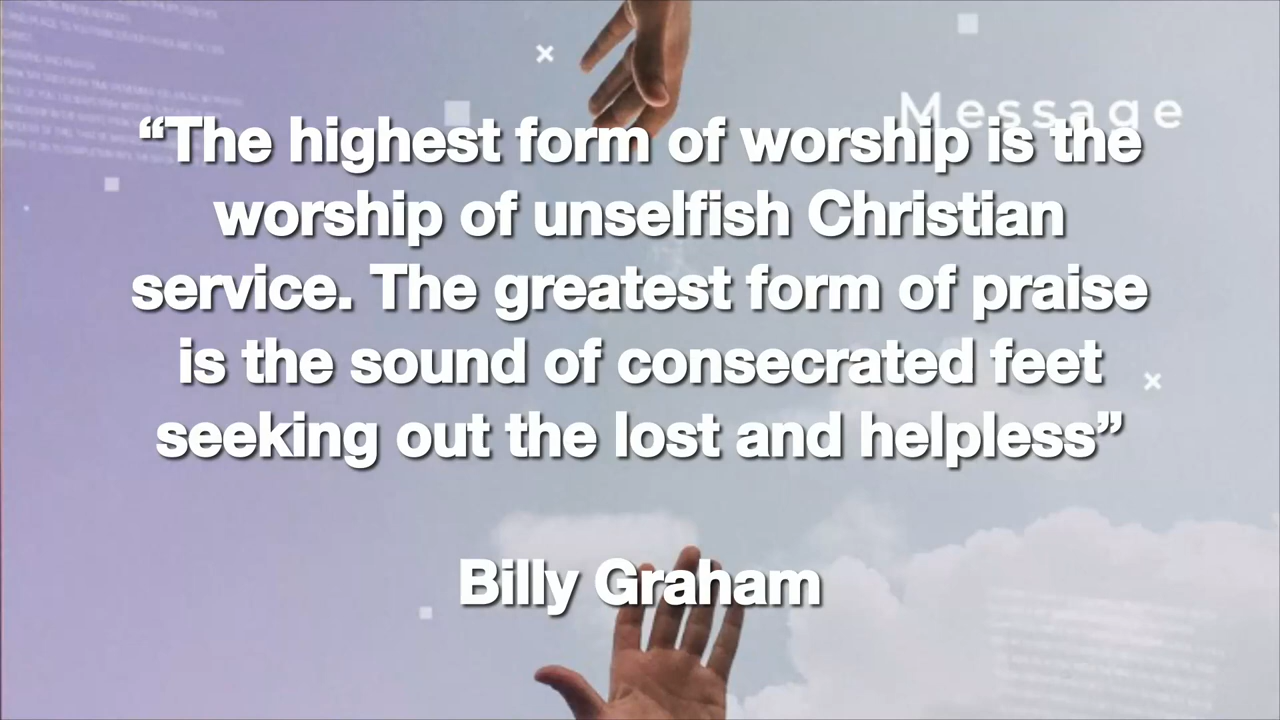 Message
“The highest form of worship is the
worship of unselfish Christian
service. The greatest form of praise
is the sound of consecrated feet
seeking out the lost and helpless”
Billy Graham